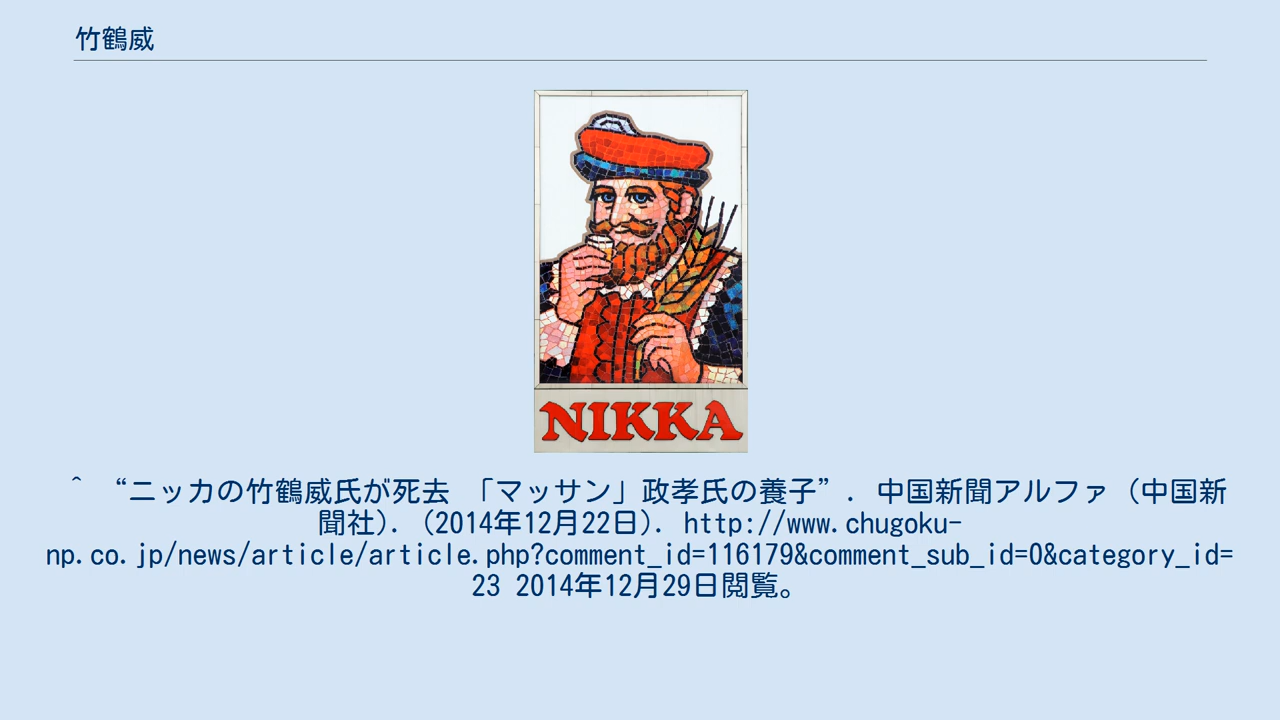 竹鶴威
NIKKA
^ “ニッカの竹鶴威氏が死去 「マッサン」政孝氏の養子”. 中国新聞アルファ (中国新
聞社). (2014年12月22日). http://www.chugoku-
np.co.jp/news/article/article.php?comment_id=116179&comment_sub_id=0&category_id=
23 2014年12月29日閲覧。